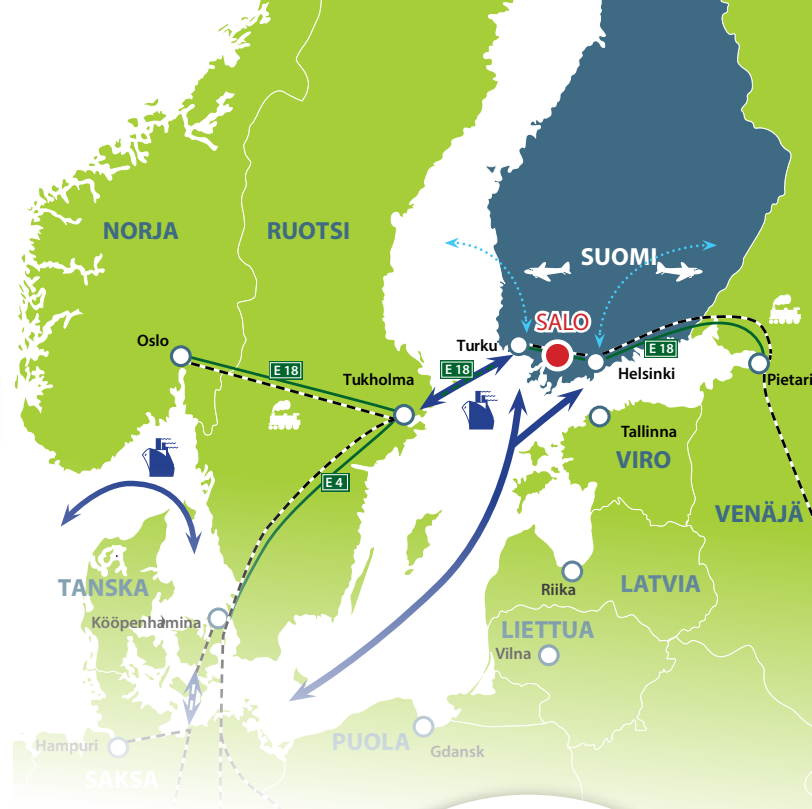 NORJA
RUOTSI
SUOMI
SALO
Oslo
Turku
E 18
E 18
E 18
Helsinki
Tukholma
Pietari
Tallinna
VIRO
E 4
VENÄJÄ
TANSKA
Riika
LATVIA
Kööpenhamina
LIETTUA
Vilna
Hampuri
PUOLA
Gdansk
SAKSA